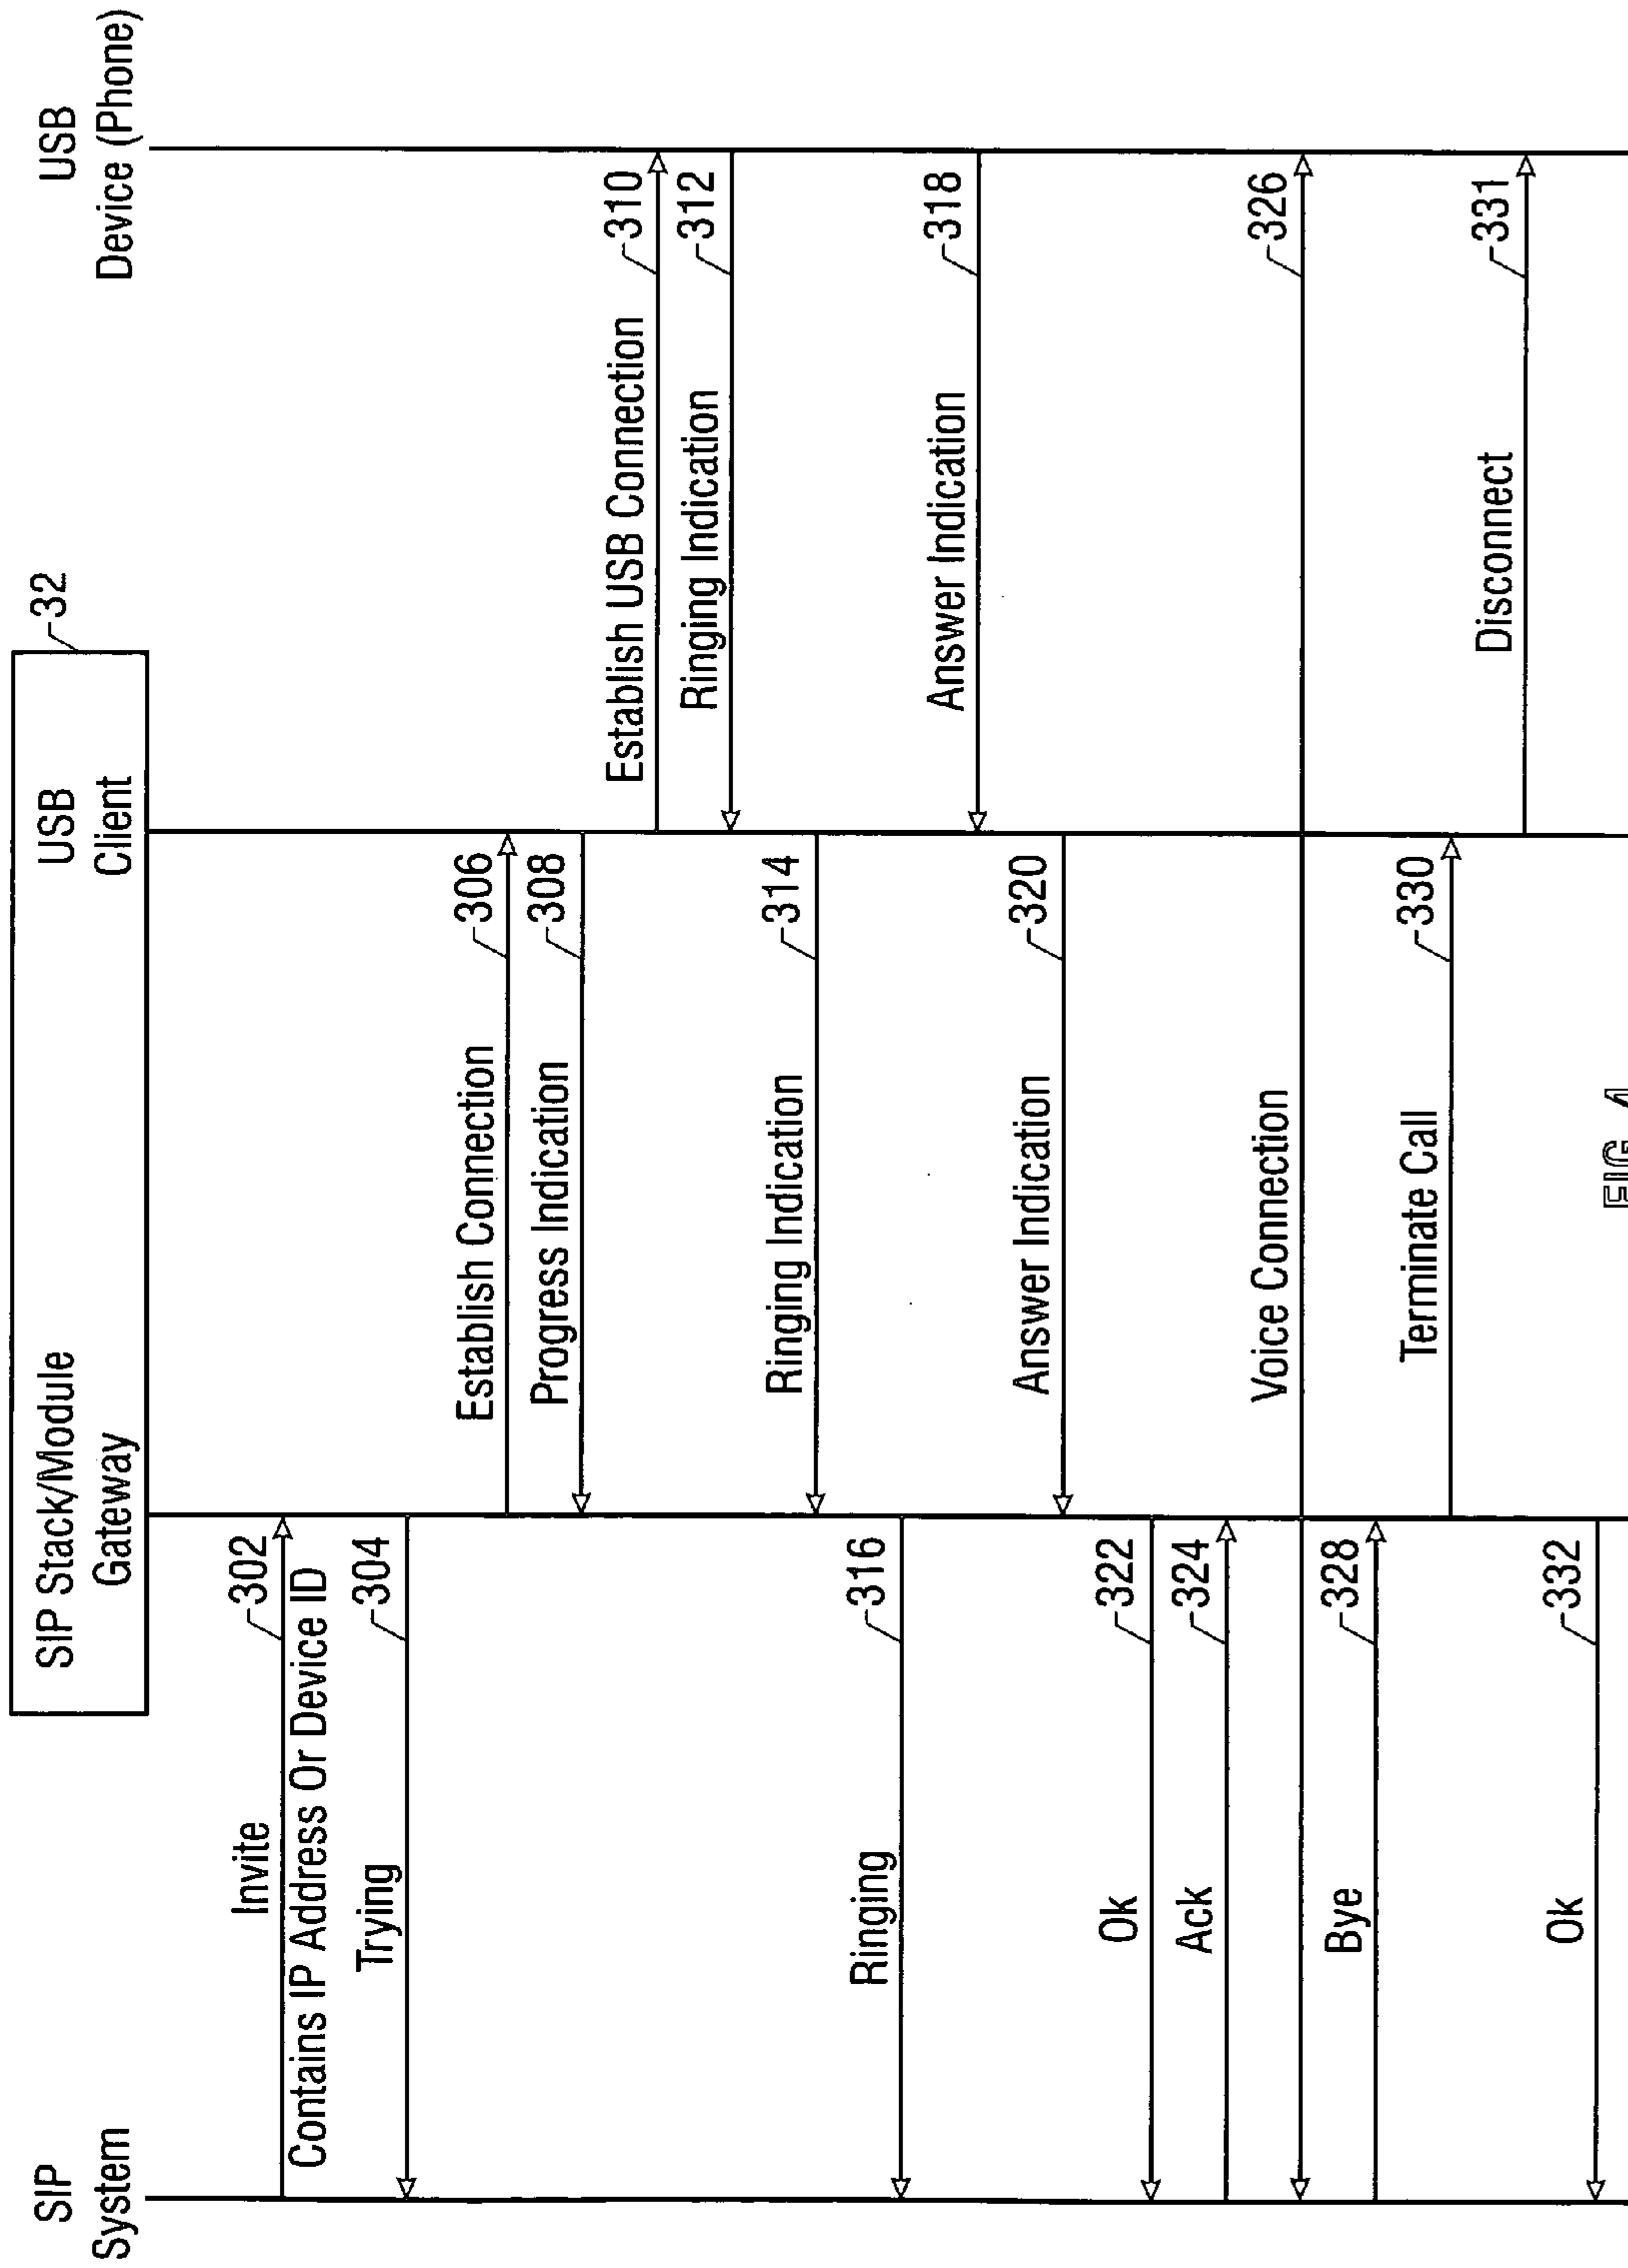 SIP
System
SIP Stack/Module
Gateway
USB
Client
32
USB
Device (Phone)
Invite
302
Contains IP Address Or Device ID
Trying
304
Establish Connection
306
Progress Indication
308
Establish USB Connection
310
Ringing Indication
312
Ringing Indication
314
Ringing
316
Answer Indication
318
Answer Indication
320
Ok
322
Ack
324
Voice Connection
326
Bye
328
Terminate Call
330
Disconnect
331
Ok
332
FIG. 4